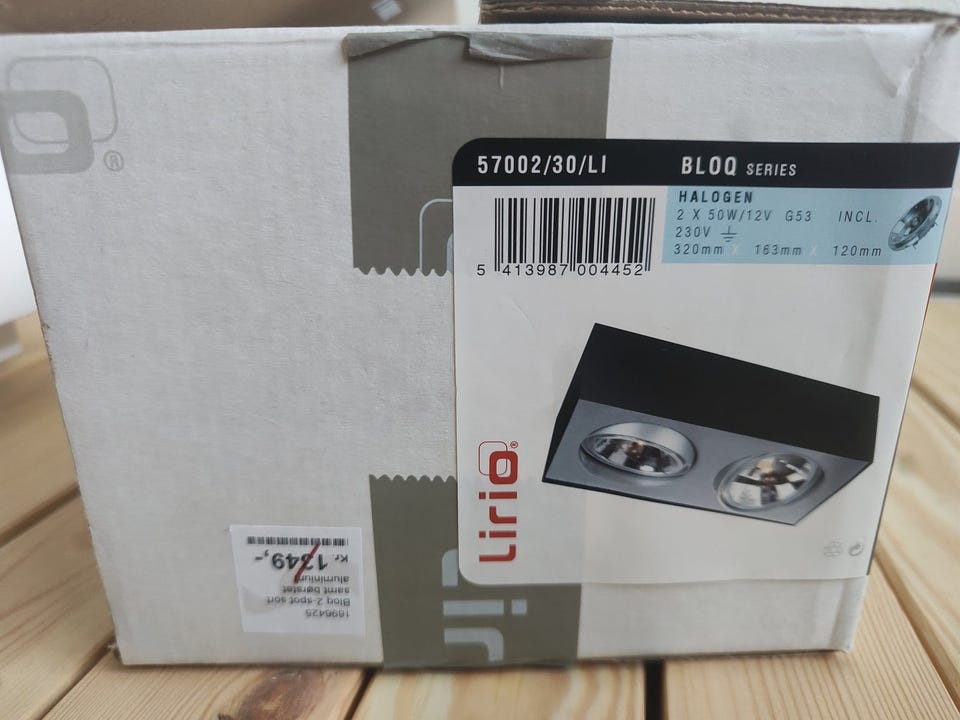 57002/30/LI BLOQ SERIES
HALOGEN
2 X 50W/12V G53 INCL.
230V
320mm X 163mm X 120mm
5 413987 004452
Lirio®
®
1696425
Bloq 2-spot sort
samt børstet
aluminium
Kr. 1349,-